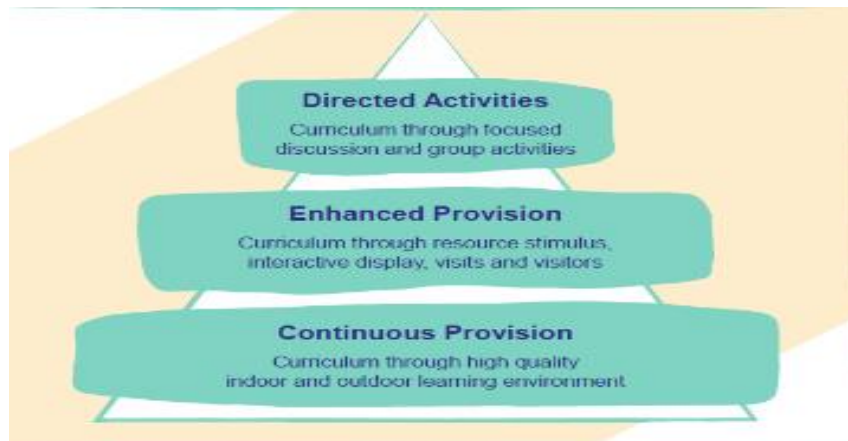 Directed Activities
Curriculum through focused
discussion and group activities
Enhanced Provision
Curriculum through resource stimulus,
interactive display, visits and visitors
Continuous Provision
Curriculum through high quality
indoor and outdoor learning environment